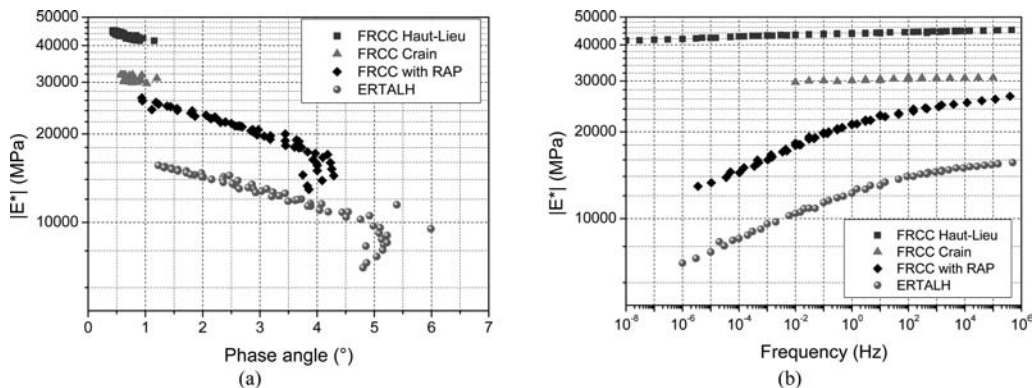 50000
40000
30000
20000
10000
|E*| (MPa)
FRCC Haut-Lieu
FRCC Crain
FRCC with RAP
ERTALH
0 1 2 3 4 5 6 7
Phase angle (°)
(a)
50000
40000
30000
20000
10000
|E*| (MPa)
FRCC Haut-Lieu
FRCC Crain
FRCC with RAP
ERTALH
10⁻⁸ 10⁻⁶ 10⁻⁴ 10⁻² 10⁰ 10² 10⁴ 10⁶
Frequency (Hz)
(b)